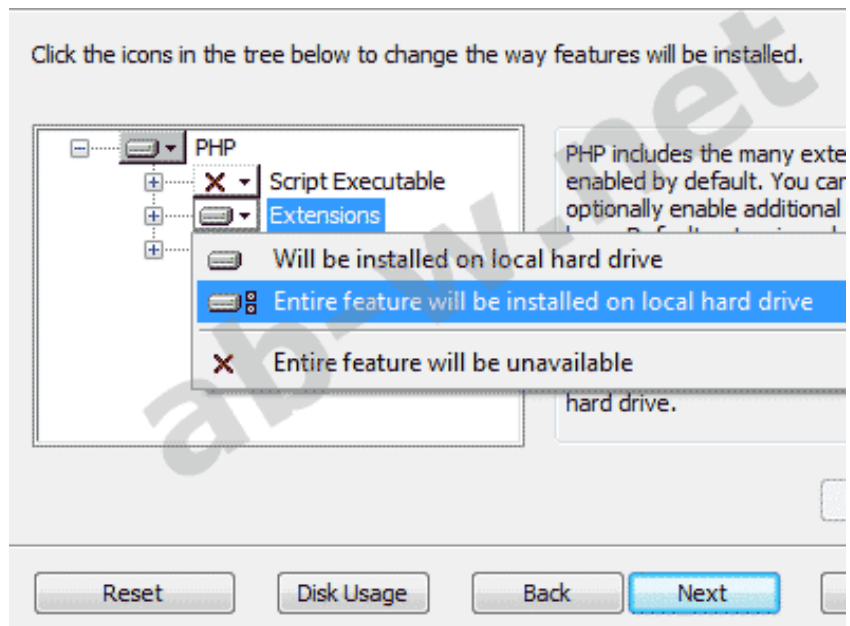 Click the icons in the tree below to change the way features will be installed.
PHP
Script Executable
Extensions
PHP includes the many exte
enabled by default. You can
optionally enable additional
Will be installed on local hard drive
Entire feature will be installed on local hard drive
Entire feature will be unavailable
hard drive.
Reset
Disk Usage
Back
Next
ab-w.net